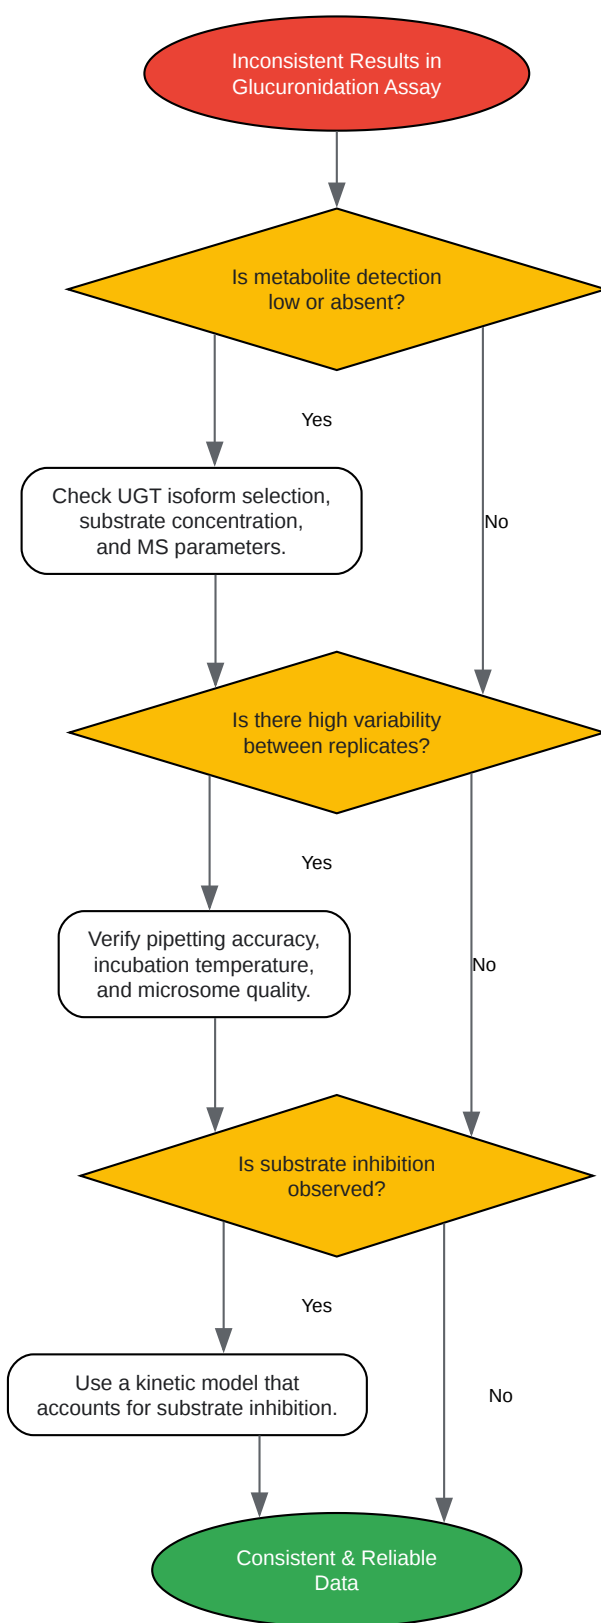 Inconsistent Results in
Glucuronidation Assay
Is metabolite detection
low or absent?
Yes
Check UGT isoform selection,
substrate concentration,
and MS parameters.
No
Is there high variability
between replicates?
Yes
Verify pipetting accuracy,
incubation temperature,
and microsome quality.
No
Is substrate inhibition
observed?
Yes
Use a kinetic model that
accounts for substrate inhibition.
No
Consistent & Reliable
Data